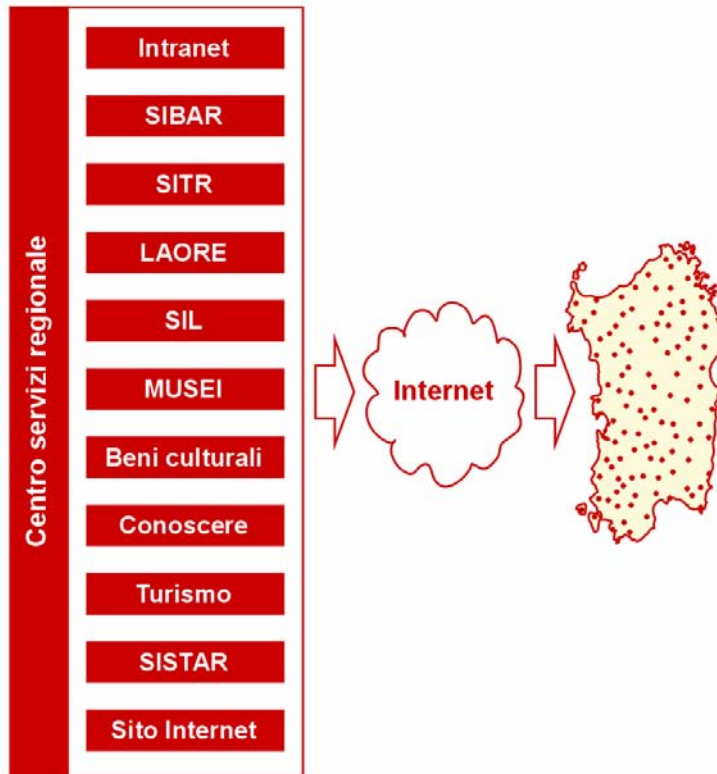 Centro servizi regionale
Intranet
SIBAR
SITR
LAORE
SIL
MUSEI
Beni culturali
Conoscere
Turismo
SISTAR
Sito Internet
Internet